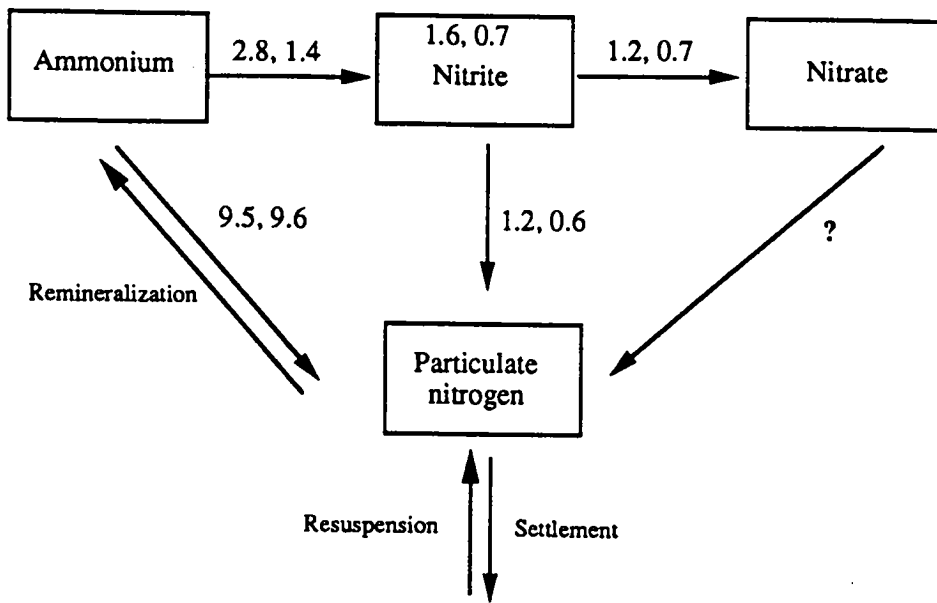 Ammonium
2.8, 1.4
1.6, 0.7
Nitrite
1.2, 0.7
Nitrate
9.5, 9.6
1.2, 0.6
?
Remineralization
Particulate
nitrogen
Resuspension
Settlement